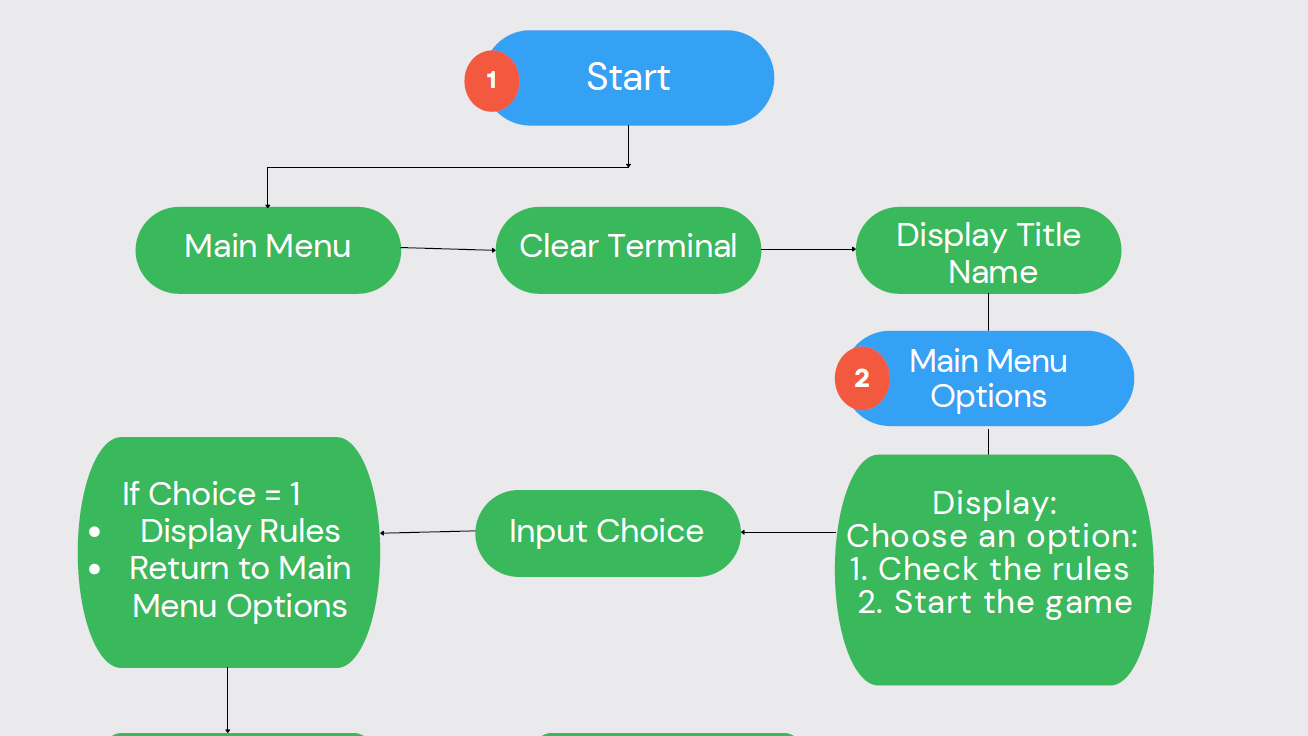 1
Start
Main Menu
Clear Terminal
Display Title
Name
2
Main Menu
Options
Display:
Choose an option:
1. Check the rules
2. Start the game
Input Choice
If Choice = 1
• Display Rules
• Return to Main
Menu Options